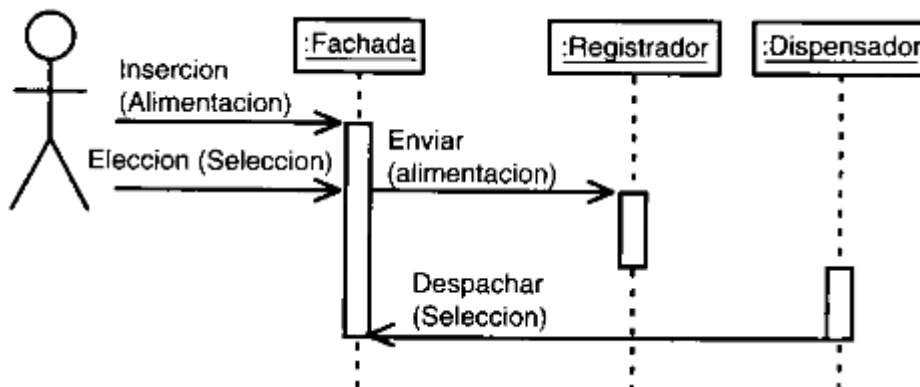 :Fachada
:Registrador
:Dispensador
Insercion
(Alimentacion)
Eleccion (Seleccion)
Enviar
(alimentacion)
Despachar
(Seleccion)